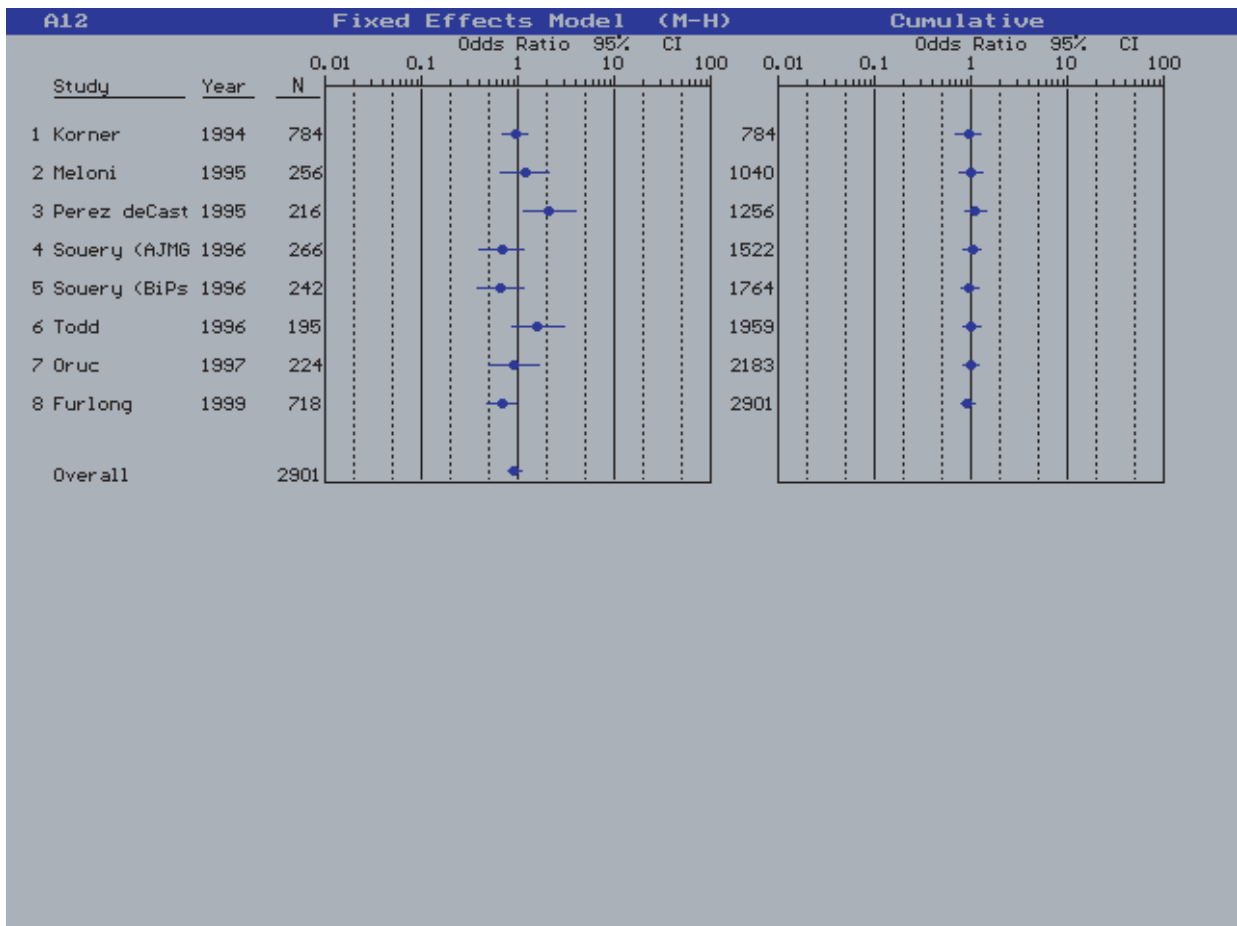 A12 Fixed Effects Model (M-H) Cumulative
Odds Ratio 95% CI Odds Ratio 95% CI
0.01 0.1 1 10 100 0.01 0.1 1 10 100
Study Year N
1 Korner 1994 784 784
2 Meloni 1995 256 1040
3 Perez deCast 1995 216 1256
4 Souery (AJMG 1996 266 1522
5 Souery (BiPs 1996 242 1764
6 Todd 1996 195 1959
7 Oruc 1997 224 2183
8 Furlong 1999 718 2901
Overall 2901